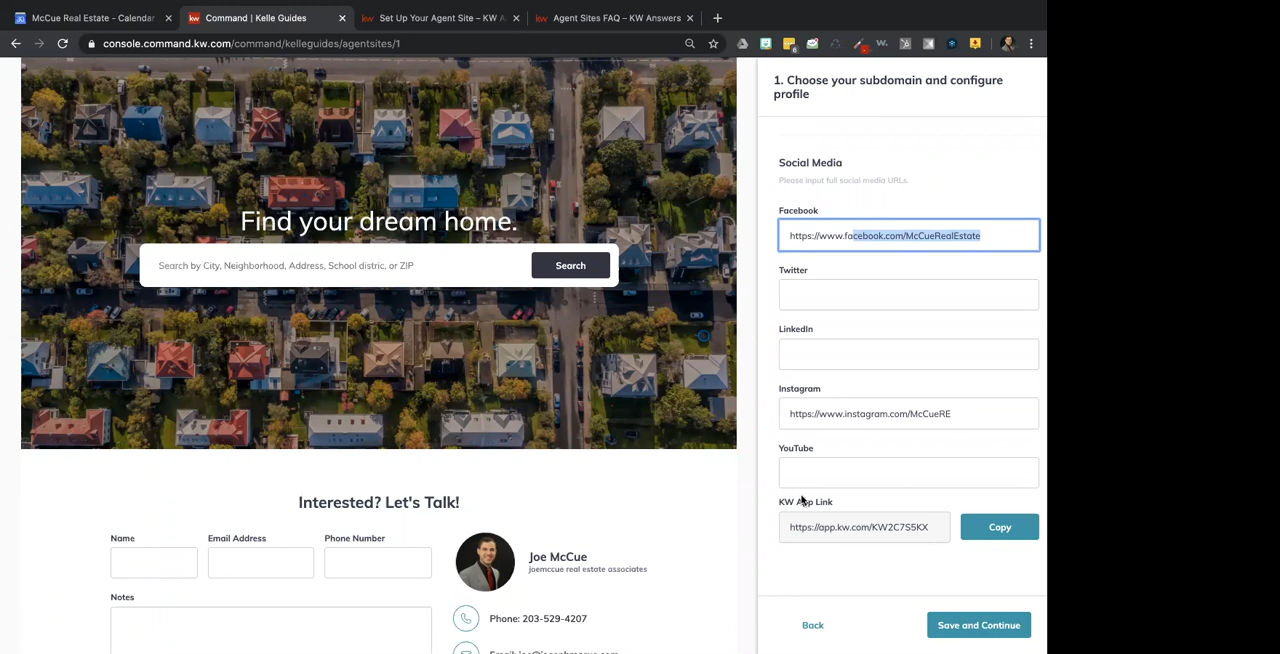 McCue Real Estate - Calendar
Command | Kelle Guides
Set Up Your Agent Site – KW A
Agent Sites FAQ – KW Answers
console.command.kw.com/command/kelleguides/agentsites/1
Find your dream home.
Search by City, Neighborhood, Address, School distric, or ZIP
Search
Interested? Let's Talk!
Name
Email Address
Phone Number
Notes
Joe McCue
joemccue real estate associates
Phone: 203-529-4207
1. Choose your subdomain and configure
profile
Social Media
Please input full social media URLs.
Facebook
https://www.facebook.com/McCueRealEstate
Twitter
LinkedIn
Instagram
https://www.instagram.com/McCueRE
YouTube
KW App Link
https://app.kw.com/KW2C7S5KX
Copy
Back
Save and Continue